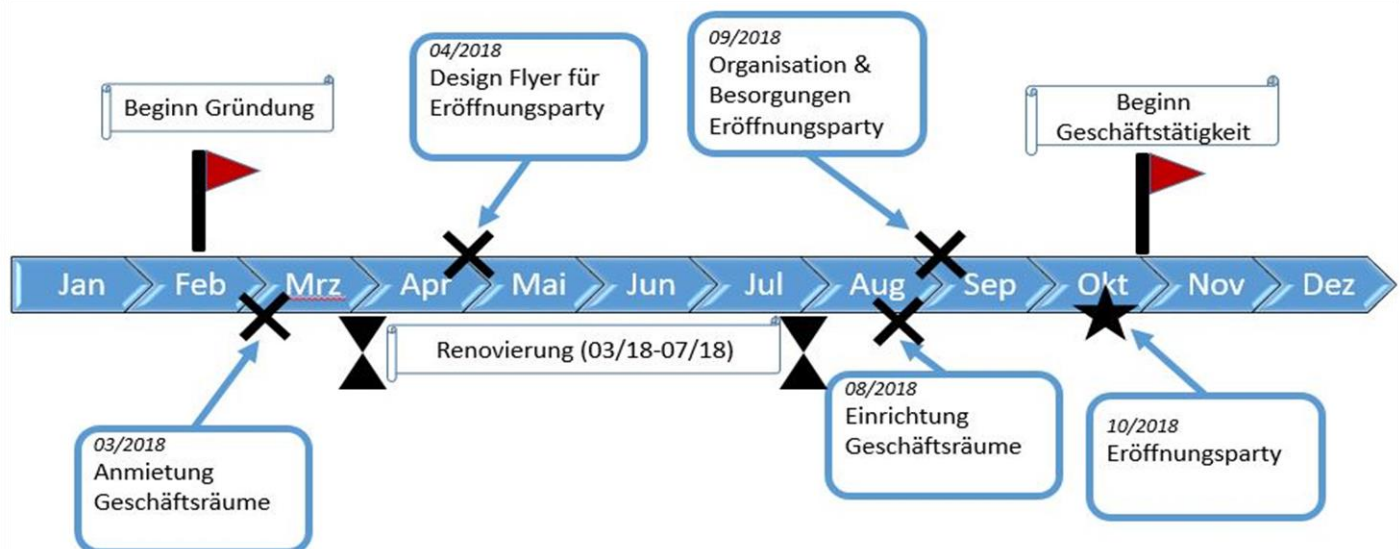 04/2018
Design Flyer für
Eröffnungsparty
09/2018
Organisation &
Besorgungen
Eröffnungsparty
Beginn Gründung
Beginn
Geschäftstätigkeit
Jan
Feb
Mrz
Apr
Mai
Jun
Jul
Aug
Sep
Okt
Nov
Dez
Renovierung (03/18-07/18)
03/2018
Anmietung
Geschäftsräume
08/2018
Einrichtung
Geschäftsräume
10/2018
Eröffnungsparty